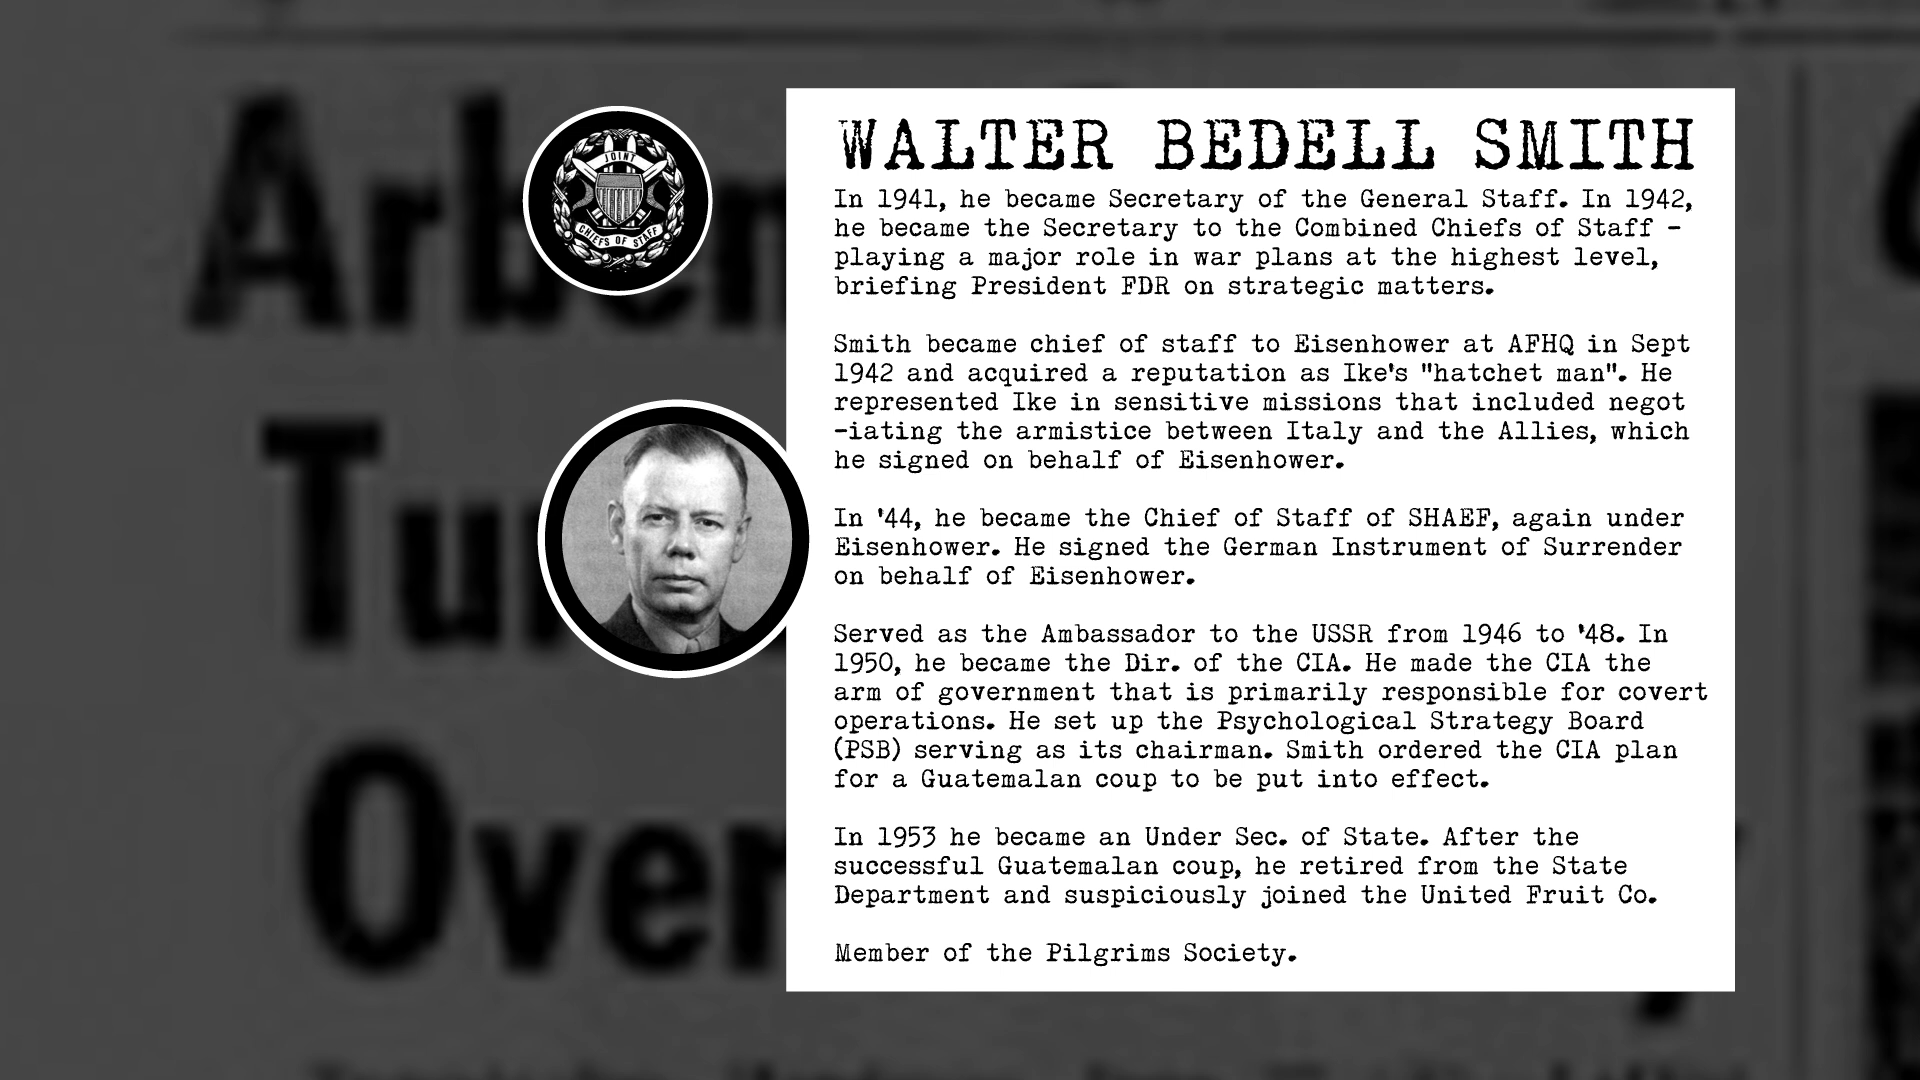 Arben
Tur
Over
JOINT
CHIEFS OF STAFF
WALTER BEDELL SMITH
In 1941, he became Secretary of the General Staff. In 1942,
he became the Secretary to the Combined Chiefs of Staff -
playing a major role in war plans at the highest level,
briefing President FDR on strategic matters.
Smith became chief of staff to Eisenhower at AFHQ in Sept
1942 and acquired a reputation as Ike's "hatchet man". He
represented Ike in sensitive missions that included negot
-iating the armistice between Italy and the Allies, which
he signed on behalf of Eisenhower.
In '44, he became the Chief of Staff of SHAEF, again under
Eisenhower. He signed the German Instrument of Surrender
on behalf of Eisenhower.
Served as the Ambassador to the USSR from 1946 to '48. In
1950, he became the Dir. of the CIA. He made the CIA the
arm of government that is primarily responsible for covert
operations. He set up the Psychological Strategy Board
(PSB) serving as its chairman. Smith ordered the CIA plan
for a Guatemalan coup to be put into effect.
In 1953 he became an Under Sec. of State. After the
successful Guatemalan coup, he retired from the State
Department and suspiciously joined the United Fruit Co.
Member of the Pilgrims Society.